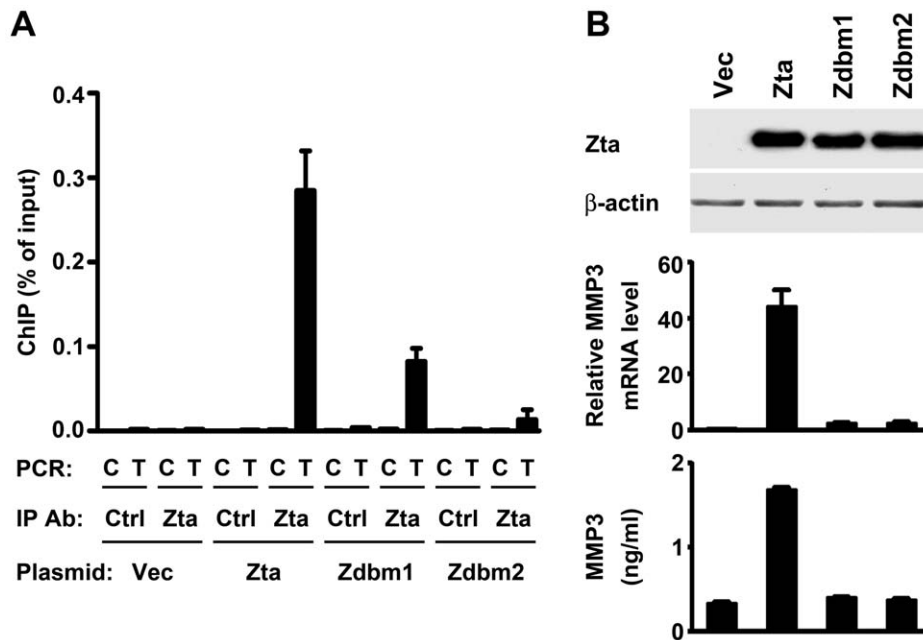 A
0.4
0.3
0.2
0.1
0.0
ChIP (% of input)
PCR: C T C T C T C T C T C T C T C T
IP Ab: Ctrl Zta Ctrl Zta Ctrl Zta Ctrl Zta
Plasmid: Vec Zta Zdbm1 Zdbm2
B
Vec Zta Zdbm1 Zdbm2
Zta
β-actin
Relative MMP3
mRNA level
60
40
20
0
MMP3
(ng/ml)
2
1
0